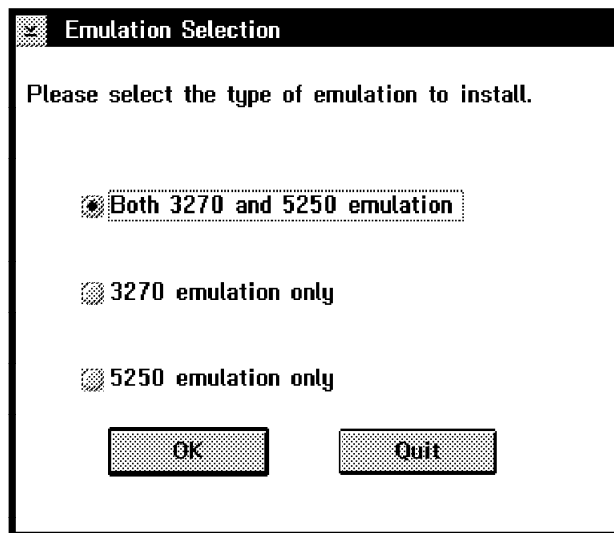 Emulation Selection
Please select the type of emulation to install.
Both 3270 and 5250 emulation
3270 emulation only
5250 emulation only
OK Quit